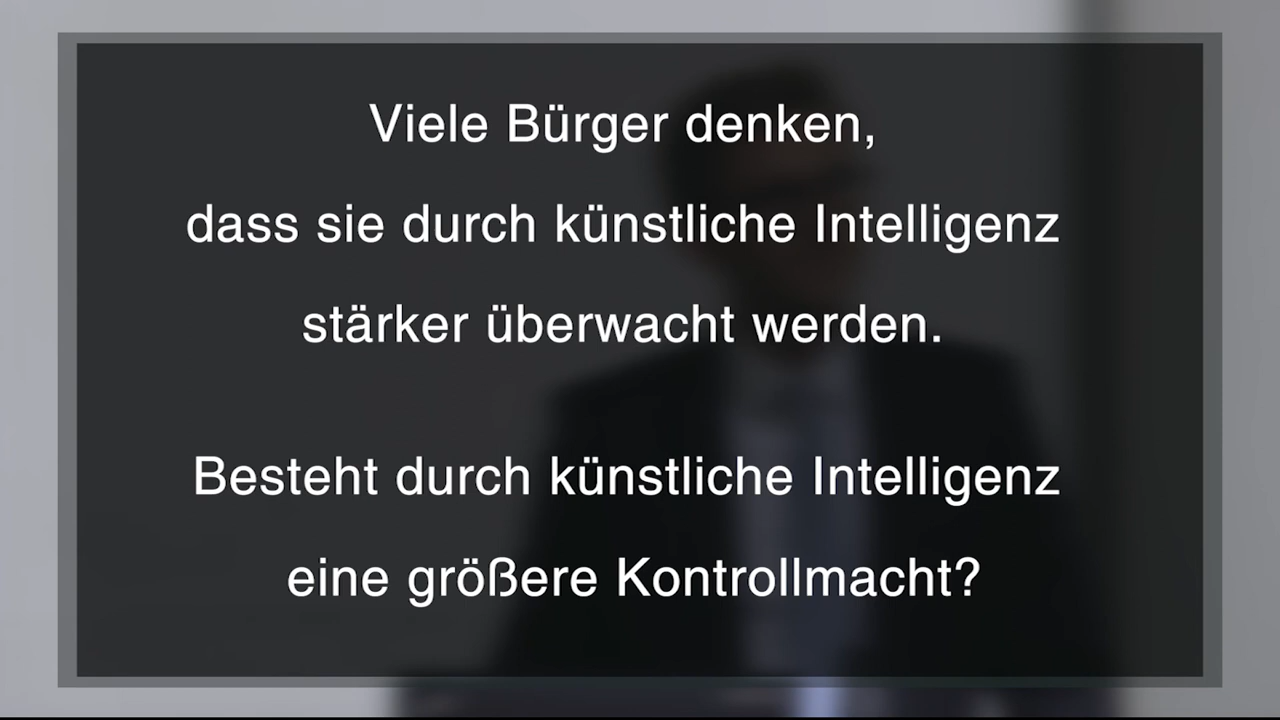 Viele Bürger denken,
dass sie durch künstliche Intelligenz
stärker überwacht werden.
Besteht durch künstliche Intelligenz
eine größere Kontrollmacht?